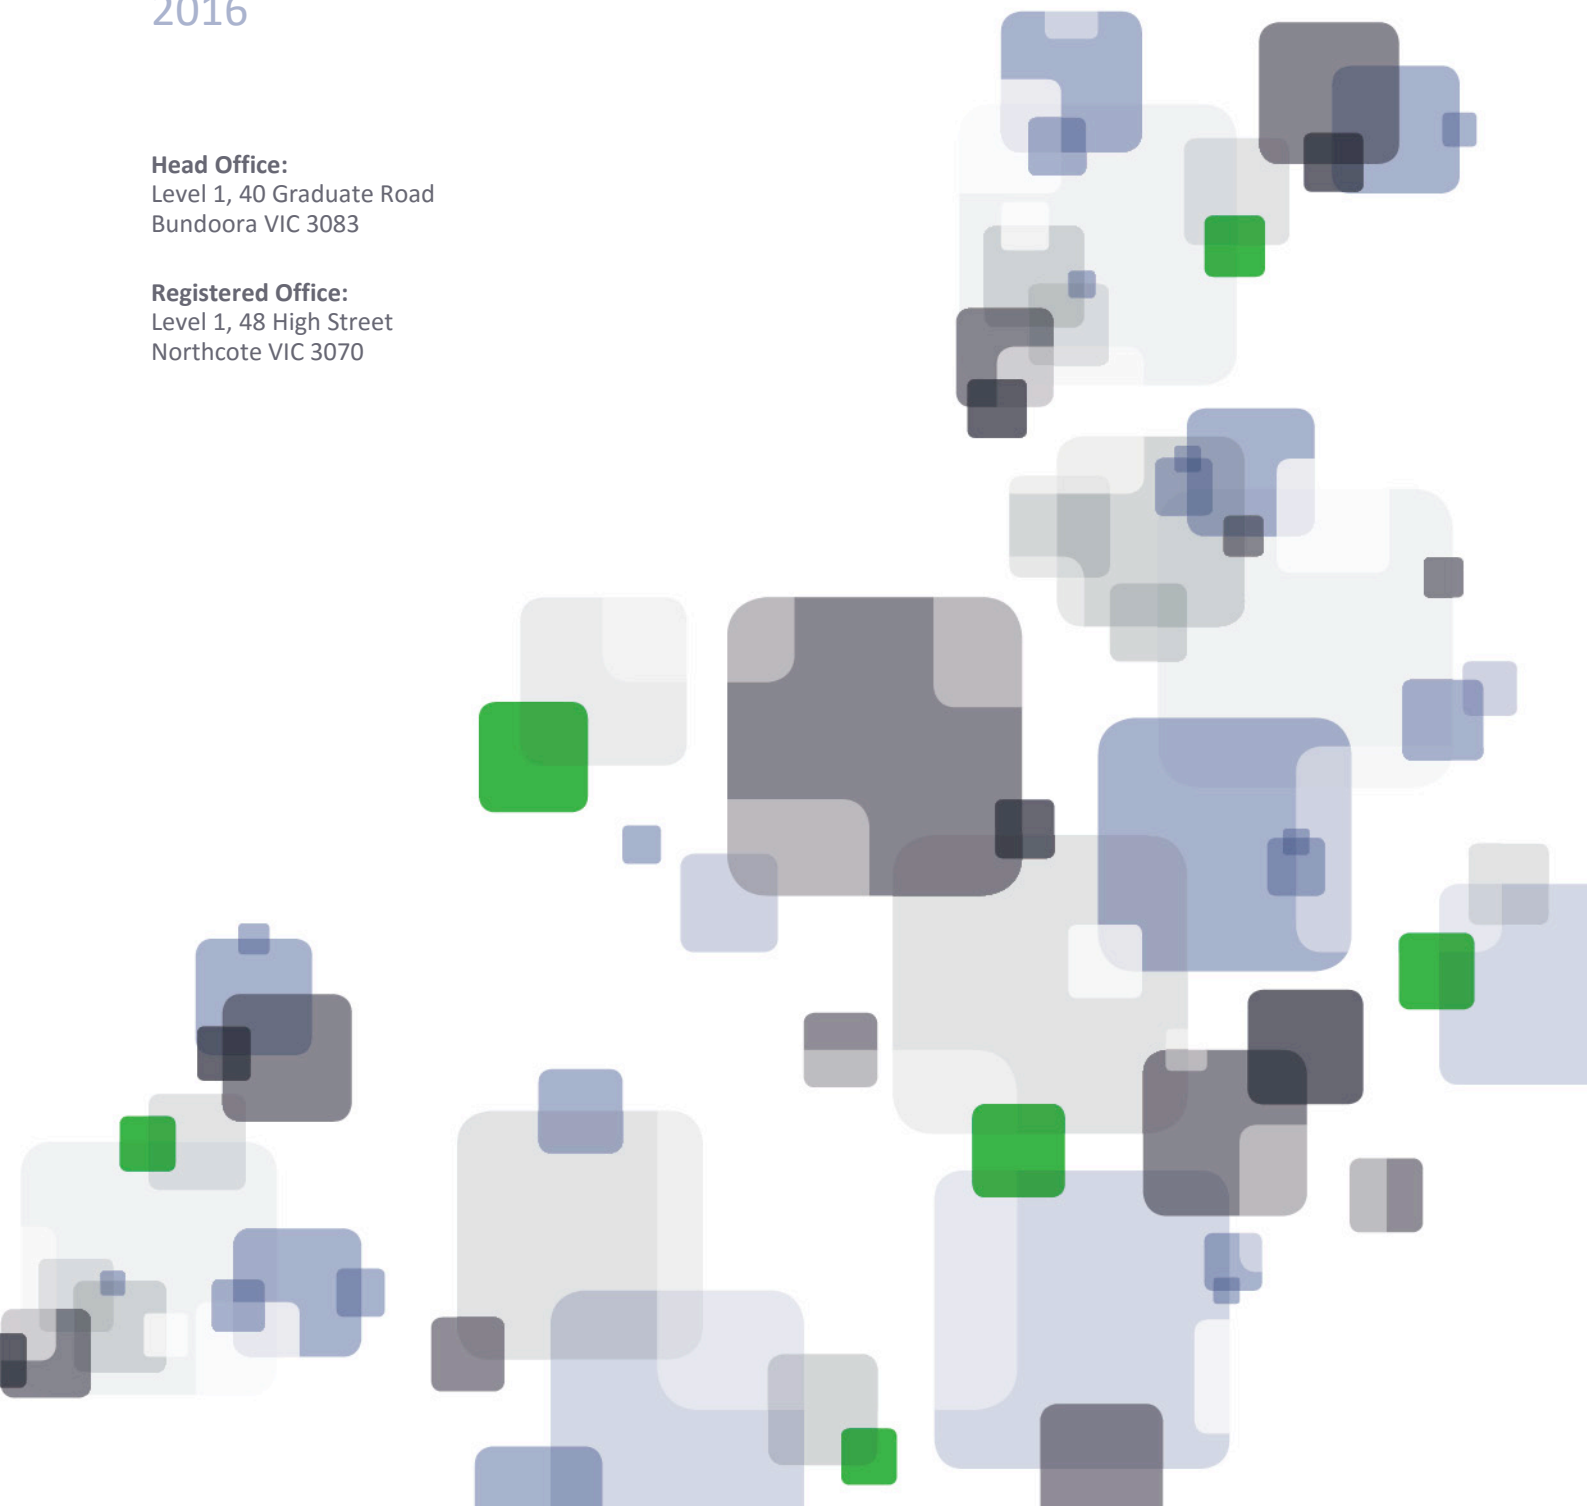 2016
Head Office:
Level 1, 40 Graduate Road
Bundoora VIC 3083
Registered Office:
Level 1, 48 High Street
Northcote VIC 3070